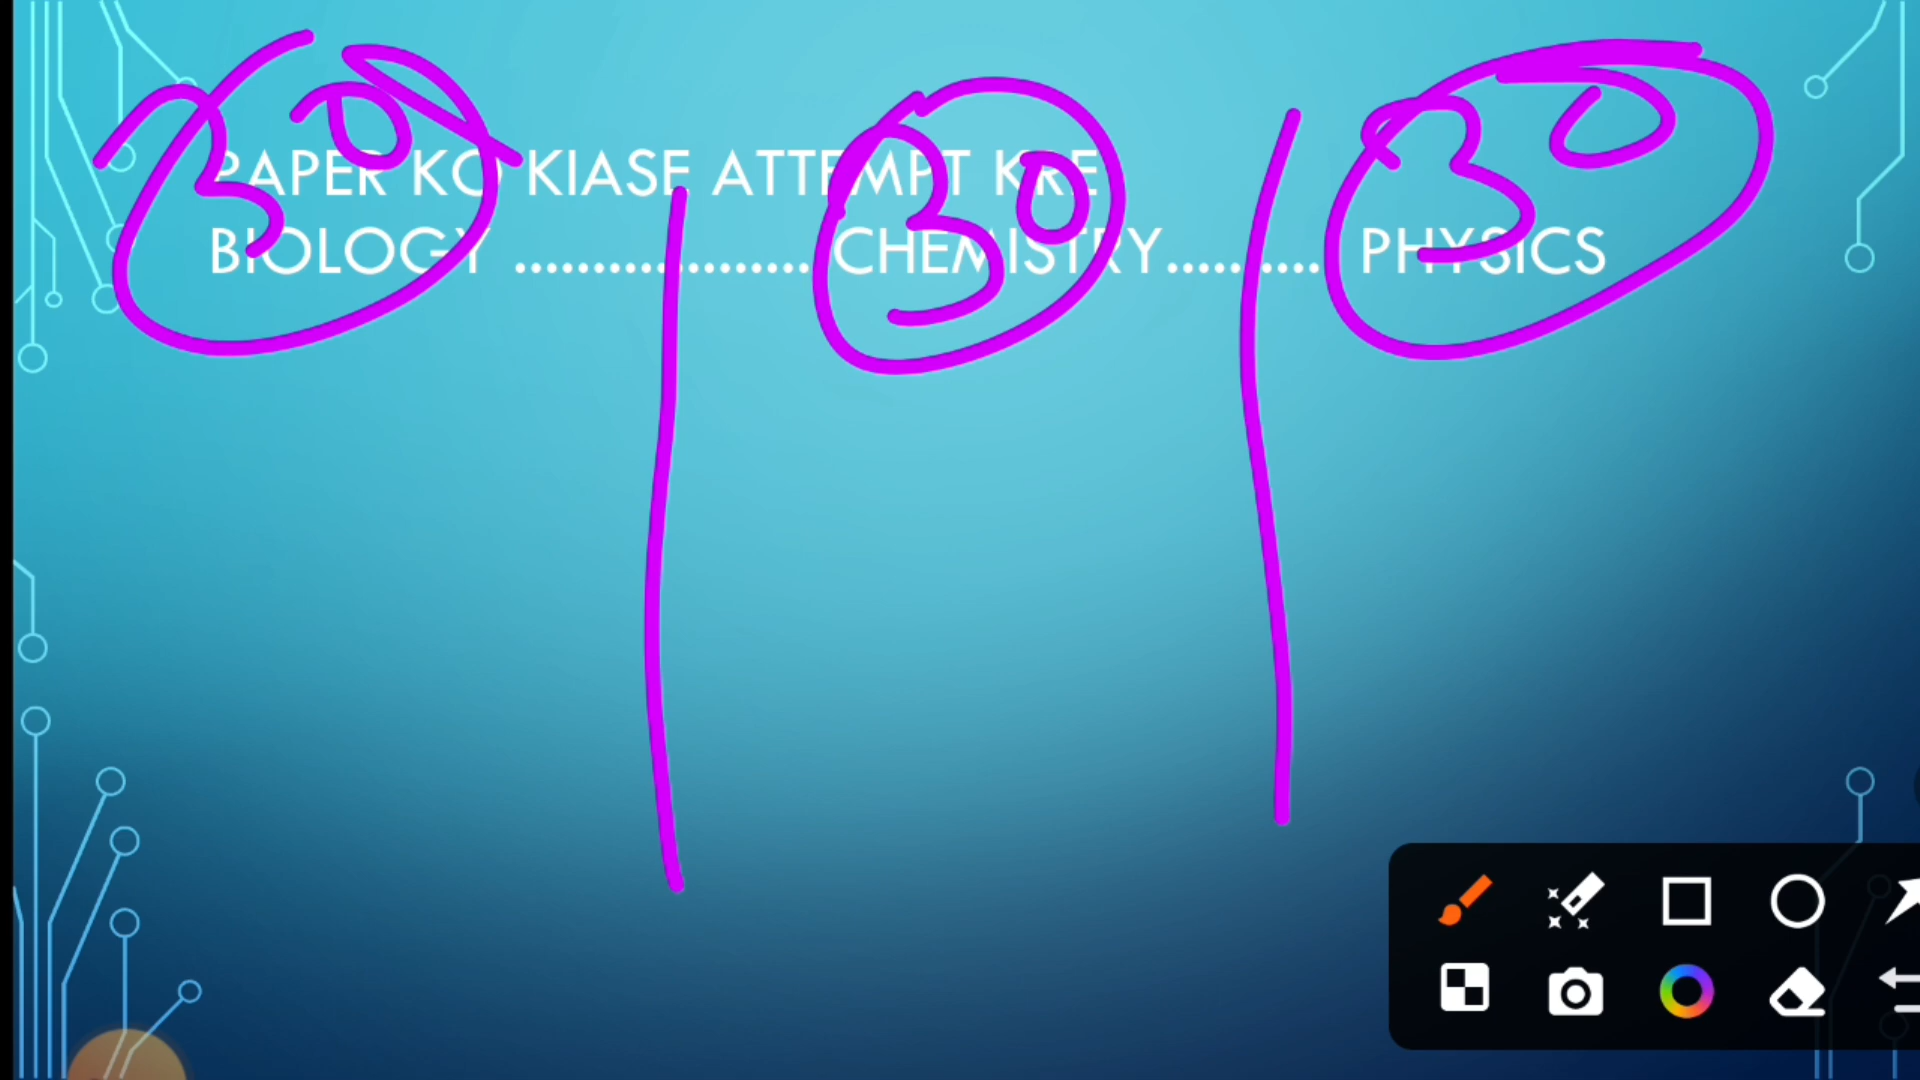 30 30 30
PAPER KO KIASE ATTEMPT KRE
BIOLOGY ................... CHEMISTRY.......... PHYSICS